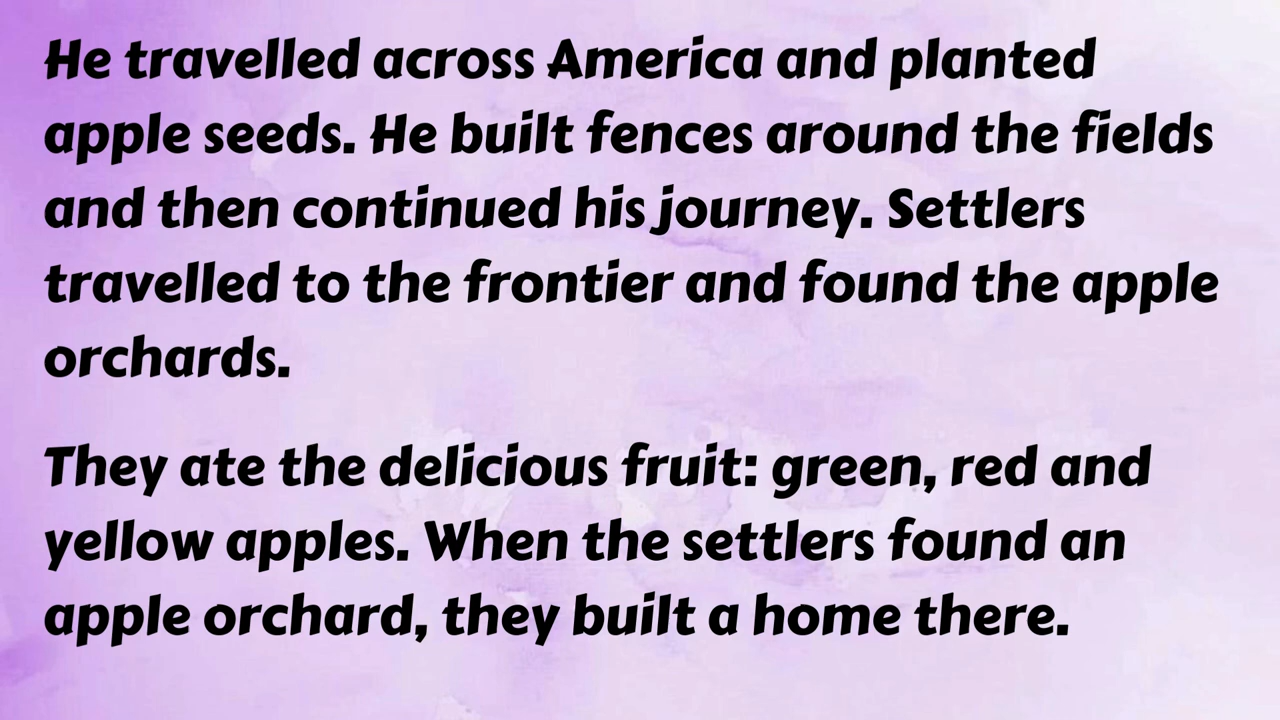 He travelled across America and planted
apple seeds. He built fences around the fields
and then continued his journey. Settlers
travelled to the frontier and found the apple
orchards.
They ate the delicious fruit: green, red and
yellow apples. When the settlers found an
apple orchard, they built a home there.